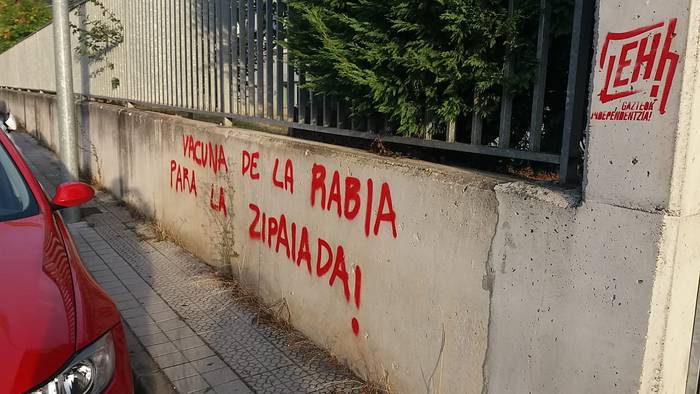 VACUNA DE LA RABIA
PARA LA ZIPAIADA!
LEHh
GAZTEOK
INDEPENDENTZIA!